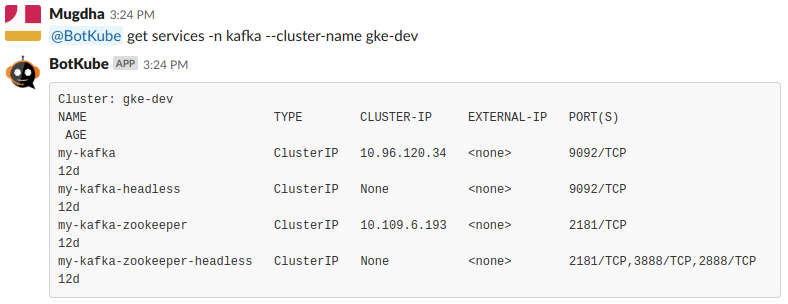 Mugdha 3:24 PM
@BotKube get services -n kafka --cluster-name gke-dev
BotKube APP 3:24 PM
Cluster: gke-dev
NAME TYPE CLUSTER-IP EXTERNAL-IP PORT(S)
AGE
my-kafka ClusterIP 10.96.120.34 <none> 9092/TCP
12d
my-kafka-headless ClusterIP None <none> 9092/TCP
12d
my-kafka-zookeeper ClusterIP 10.109.6.193 <none> 2181/TCP
12d
my-kafka-zookeeper-headless ClusterIP None <none> 2181/TCP,3888/TCP,2888/TCP
12d